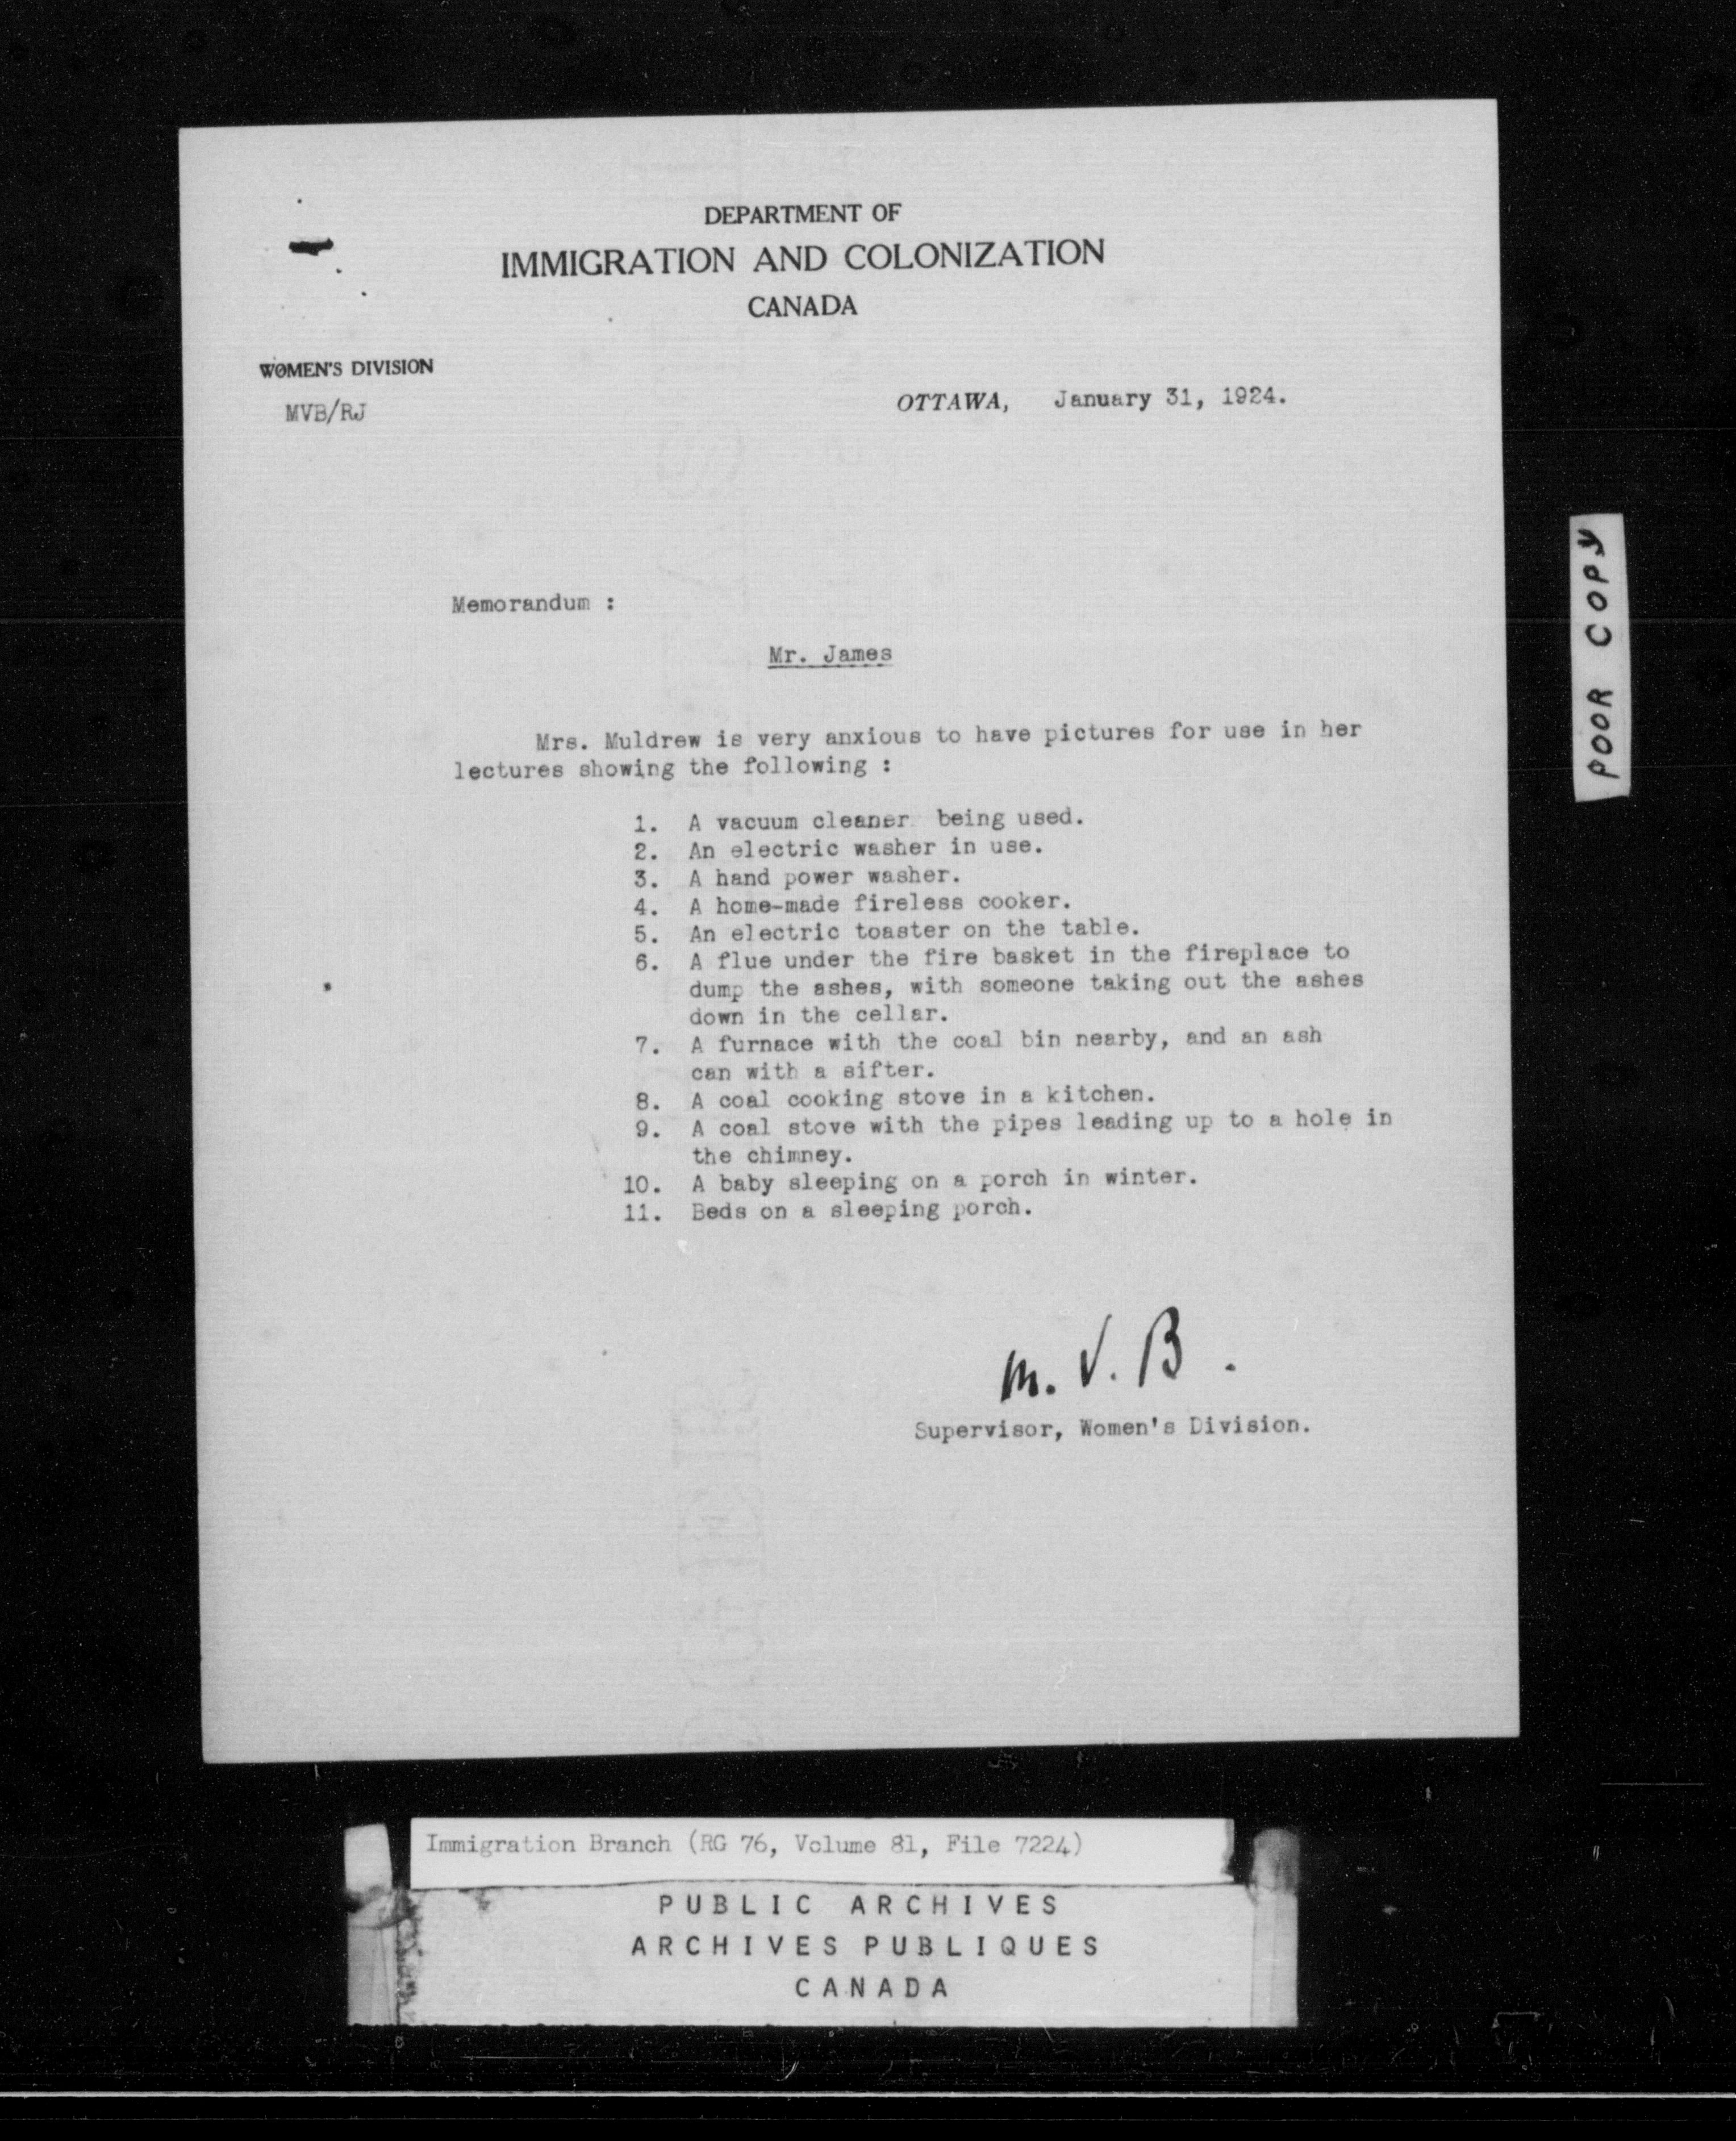 DEPARTMENT OF
IMMIGRATION AND COLONIZATION
CANADA
WOMEN'S DIVISION
MVB/RJ
OTTAWA, January 31, 1924.
Memorandum :
Mr. James
Mrs. Muldrew is very anxious to have pictures for use in her
lectures showing the following :
1. A vacuum cleaner being used.
2. An electric washer in use.
3. A hand power washer.
4. A home-made fireless cooker.
5. An electric toaster on the table.
6. A flue under the fire basket in the fireplace to
dump the ashes, with someone taking out the ashes
down in the cellar.
7. A furnace with the coal bin nearby, and an ash
can with a sifter.
8. A coal cooking stove in a kitchen.
9. A coal stove with the pipes leading up to a hole in
the chimney.
10. A baby sleeping on a porch in winter.
11. Beds on a sleeping porch.
M. V. B.
Supervisor, Women's Division.
POOR COPY
Immigration Branch (RG 76, Volume 81, File 7224)
PUBLIC ARCHIVES
ARCHIVES PUBLIQUES
CANADA